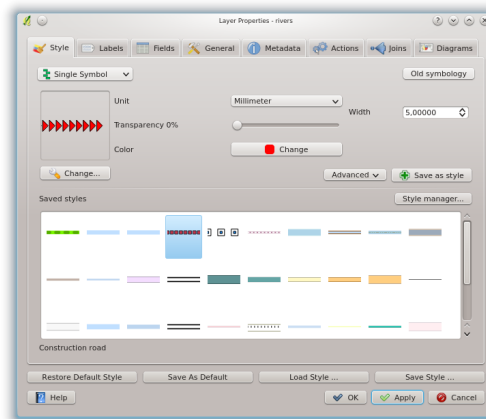 Layer Properties - rivers
Style Labels Fields General Metadata Actions Joins Diagrams
Single Symbol Old symbology
Unit Millimeter Width 5,00000
Transparency 0%
Color Change
Change... Advanced Save as style
Saved styles Style manager...
Construction road
Restore Default Style Save As Default Load Style ... Save Style ...
Help OK Apply Cancel